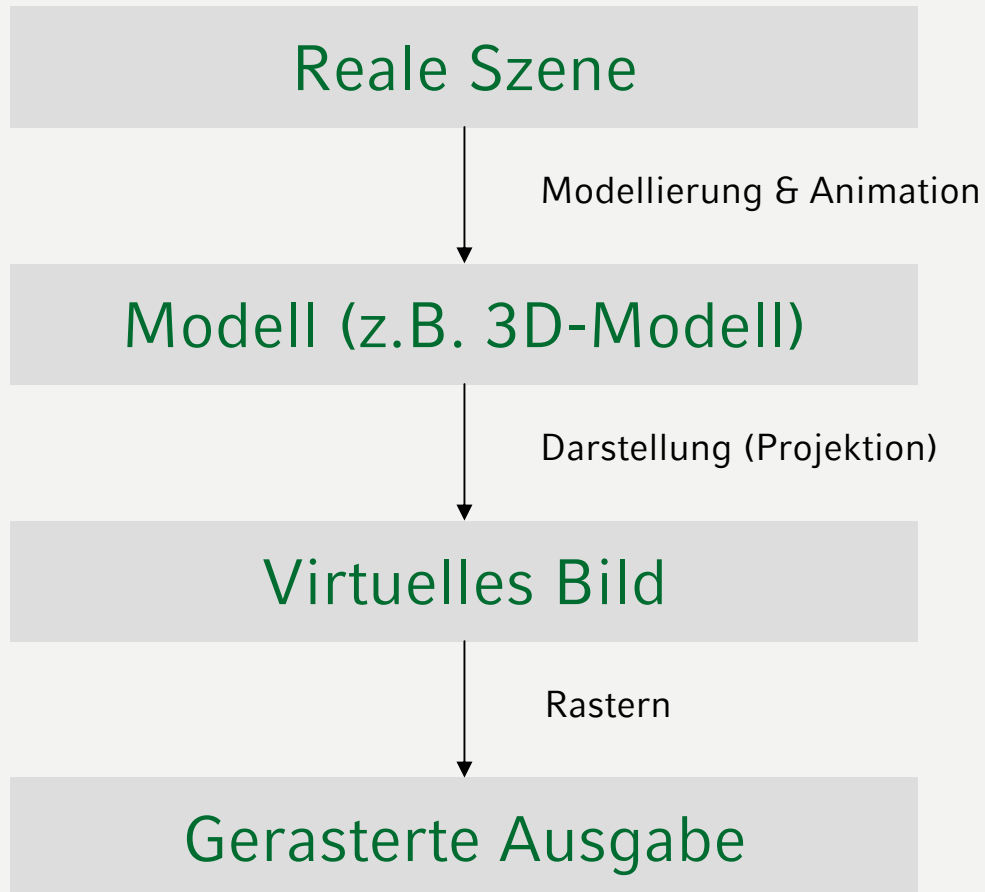 Reale Szene
Modellierung & Animation
Modell (z.B. 3D-Modell)
Darstellung (Projektion)
Virtuelles Bild
Rastern
Gerasterte Ausgabe